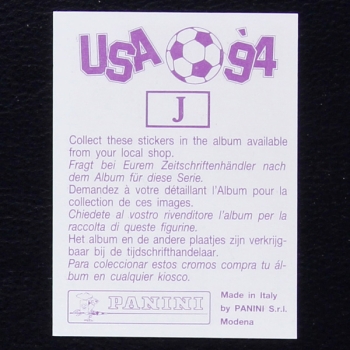 USA '94
J
Collect these stickers in the album available
from your local shop.
Fragt bei Eurem Zeitschriftenhändler nach
dem Album für diese Serie.
Demandez à votre détaillant l'Album pour la
collection de ces images.
Chiedete al vostro rivenditore l'album per la
raccolta di queste figurine.
Het album en de andere plaatjes zijn verkrijg-
baar bij de tijdschrifthandelaar.
Para coleccionar estos cromos compra tu ál-
bum en cualquier kiosco.
PANINI
Made in Italy
by PANINI S.r.l.
Modena